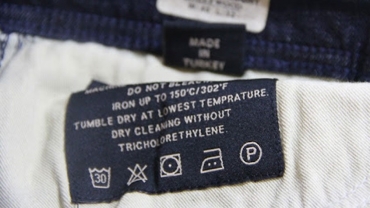 MADE
IN
TURKEY
DO NOT BLEACH
IRON UP TO 150°C/302°F
TUMBLE DRY AT LOWEST TEMPRATURE.
DRY CLEANING WITHOUT
TRICHLORETHYLENE.
30
P